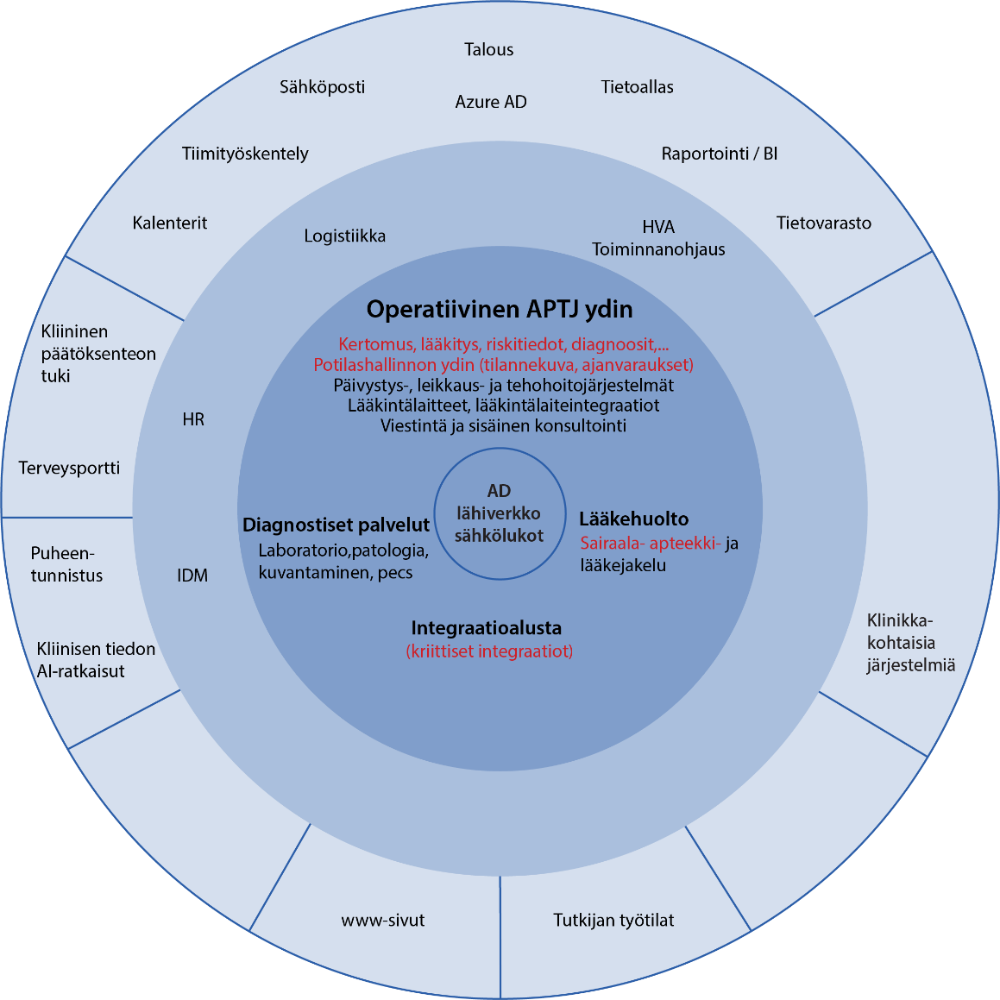 Talous
Sähköposti
Tietoallas
Azure AD
Tiimityöskentely
Raportointi / BI
Kalenterit
Tietovarasto
Logistiikka
HVA
Toiminnanohjaus
Operatiivinen APTJ ydin
Kertomus, lääkitys, riskitiedot, diagnoosit,...
Potilashallinnon ydin (tilannekuva, ajanvaraukset)
Päivystys-, leikkaus- ja tehohoitojärjestelmät
Lääkintälaitteet, lääkintälaiteintegraatiot
Viestintä ja sisäinen konsultointi
Kliininen
päätöksenteon
tuki
HR
Terveysportti
AD
lähiverkko
sähkölukot
Diagnostiset palvelut
Laboratorio,patologia,
kuvantaminen, pecs
Lääkehuolto
Sairaala- apteekki- ja
lääkejakelu
Puheen-
tunnistus
IDM
Integraatioalusta
(kriittiset integraatiot)
Kliinisen tiedon
AI-ratkaisut
Klinikka-
kohtaisia
järjestelmiä
www-sivut
Tutkijan työtilat